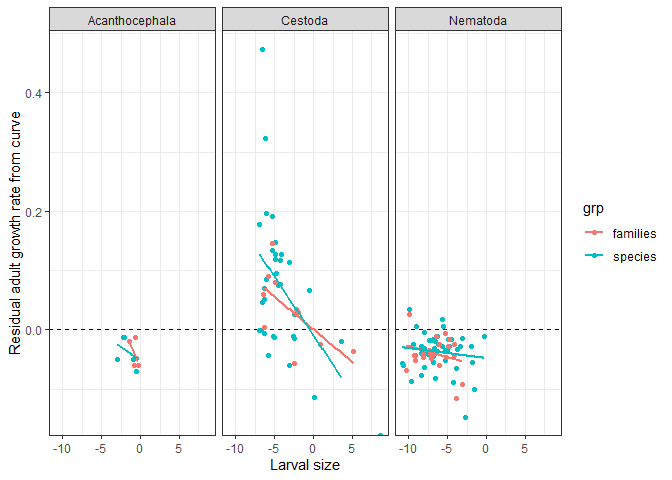 Acanthocephala Cestoda Nematoda
Residual adult growth rate from curve
0.4
0.2
0.0
-10 -5 0 5 -10 -5 0 5 -10 -5 0 5
Larval size
grp
families
species